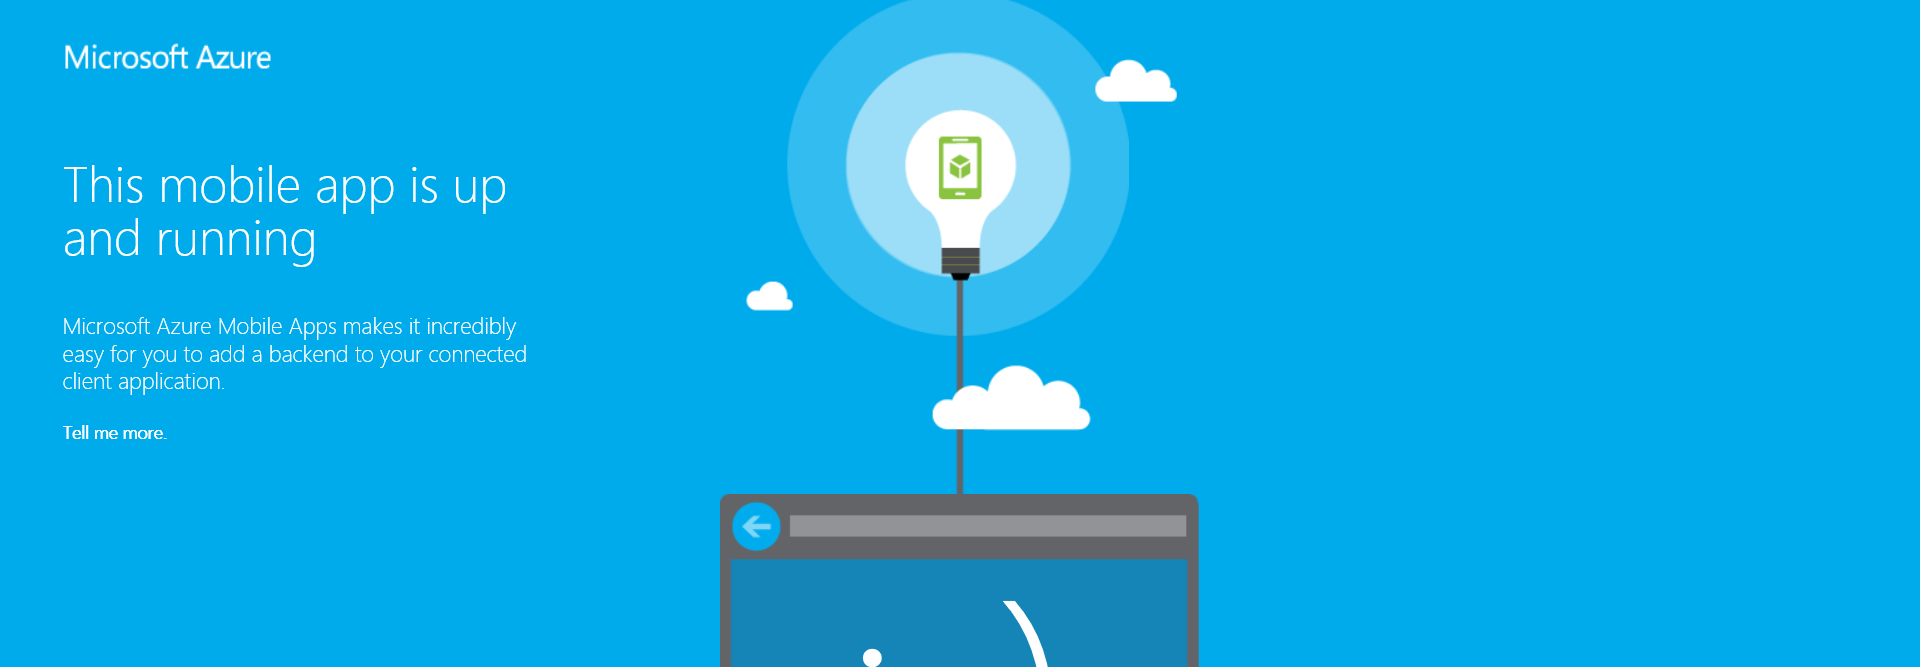 Microsoft Azure
This mobile app is up
and running
Microsoft Azure Mobile Apps makes it incredibly
easy for you to add a backend to your connected
client application.
Tell me more.